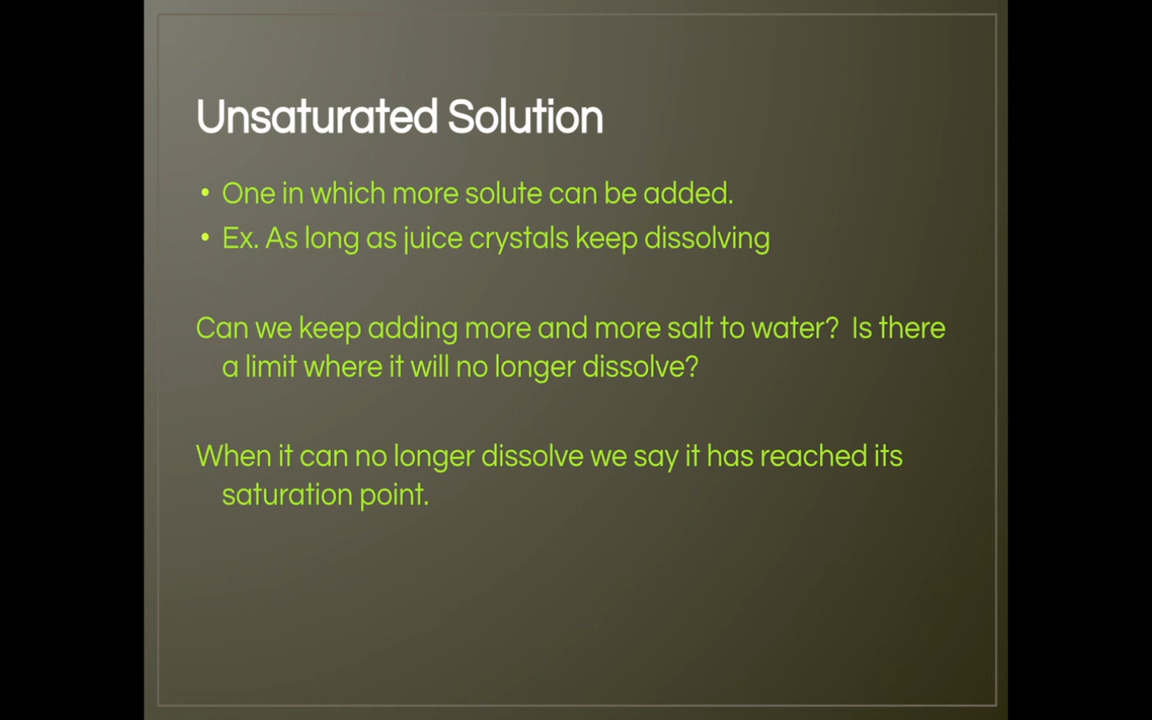 Unsaturated Solution
• One in which more solute can be added.
• Ex. As long as juice crystals keep dissolving
Can we keep adding more and more salt to water?  Is there
a limit where it will no longer dissolve?
When it can no longer dissolve we say it has reached its
saturation point.